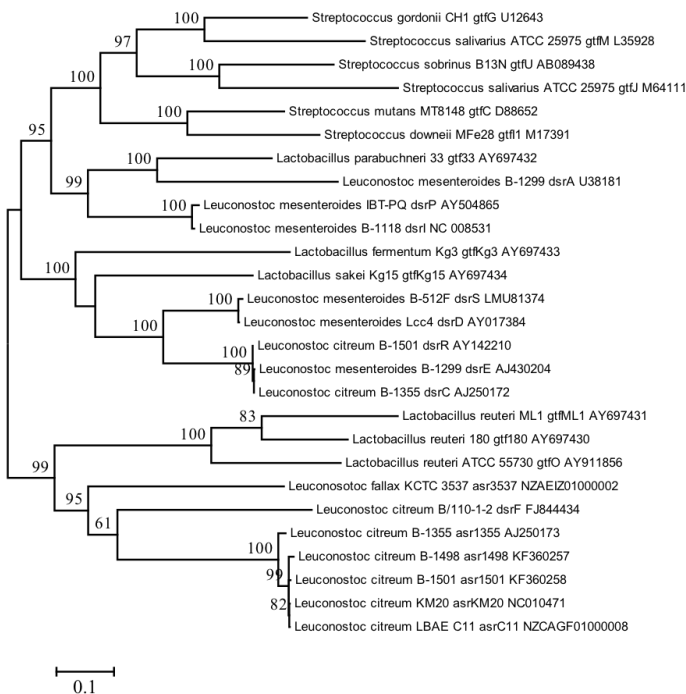 100
Streptococcus gordonii CH1 gtfG U12643
97
Streptococcus salivarius ATCC 25975 gtfM L35928
100
Streptococcus sobrinus B13N gtfU AB089438
100
Streptococcus salivarius ATCC 25975 gtfJ M64111
100
Streptococcus mutans MT8148 gtfC D88652
95
Streptococcus downeii MFe28 gtfI1 M17391
100
Lactobacillus parabuchneri 33 gtf33 AY697432
99
Leuconostoc mesenteroides B-1299 dsrA U38181
100
Leuconostoc mesenteroides IBT-PQ dsrP AY504865
Leuconostoc mesenteroides B-1118 dsrI NC 008531
Lactobacillus fermentum Kg3 gtfKg3 AY697433
100
Lactobacillus sakei Kg15 gtfKg15 AY697434
100
Leuconostoc mesenteroides B-512F dsrS LMU81374
100
Leuconostoc mesenteroides Lcc4 dsrD AY017384
100
Leuconostoc citreum B-1501 dsrR AY142210
89
Leuconostoc mesenteroides B-1299 dsrE AJ430204
Leuconostoc citreum B-1355 dsrC AJ250172
83
Lactobacillus reuteri ML1 gtfML1 AY697431
100
Lactobacillus reuteri 180 gtf180 AY697430
99
Lactobacillus reuteri ATCC 55730 gtfO AY911856
95
Leuconosotoc fallax KCTC 3537 asr3537 NZAEIZ01000002
61
Leuconostoc citreum B/110-1-2 dsrF FJ844434
100
Leuconostoc citreum B-1355 asr1355 AJ250173
Leuconostoc citreum B-1498 asr1498 KF360257
99
Leuconostoc citreum B-1501 asr1501 KF360258
82
Leuconostoc citreum KM20 asrKM20 NC010471
Leuconostoc citreum LBAE C11 asrC11 NZCAGF01000008
0.1